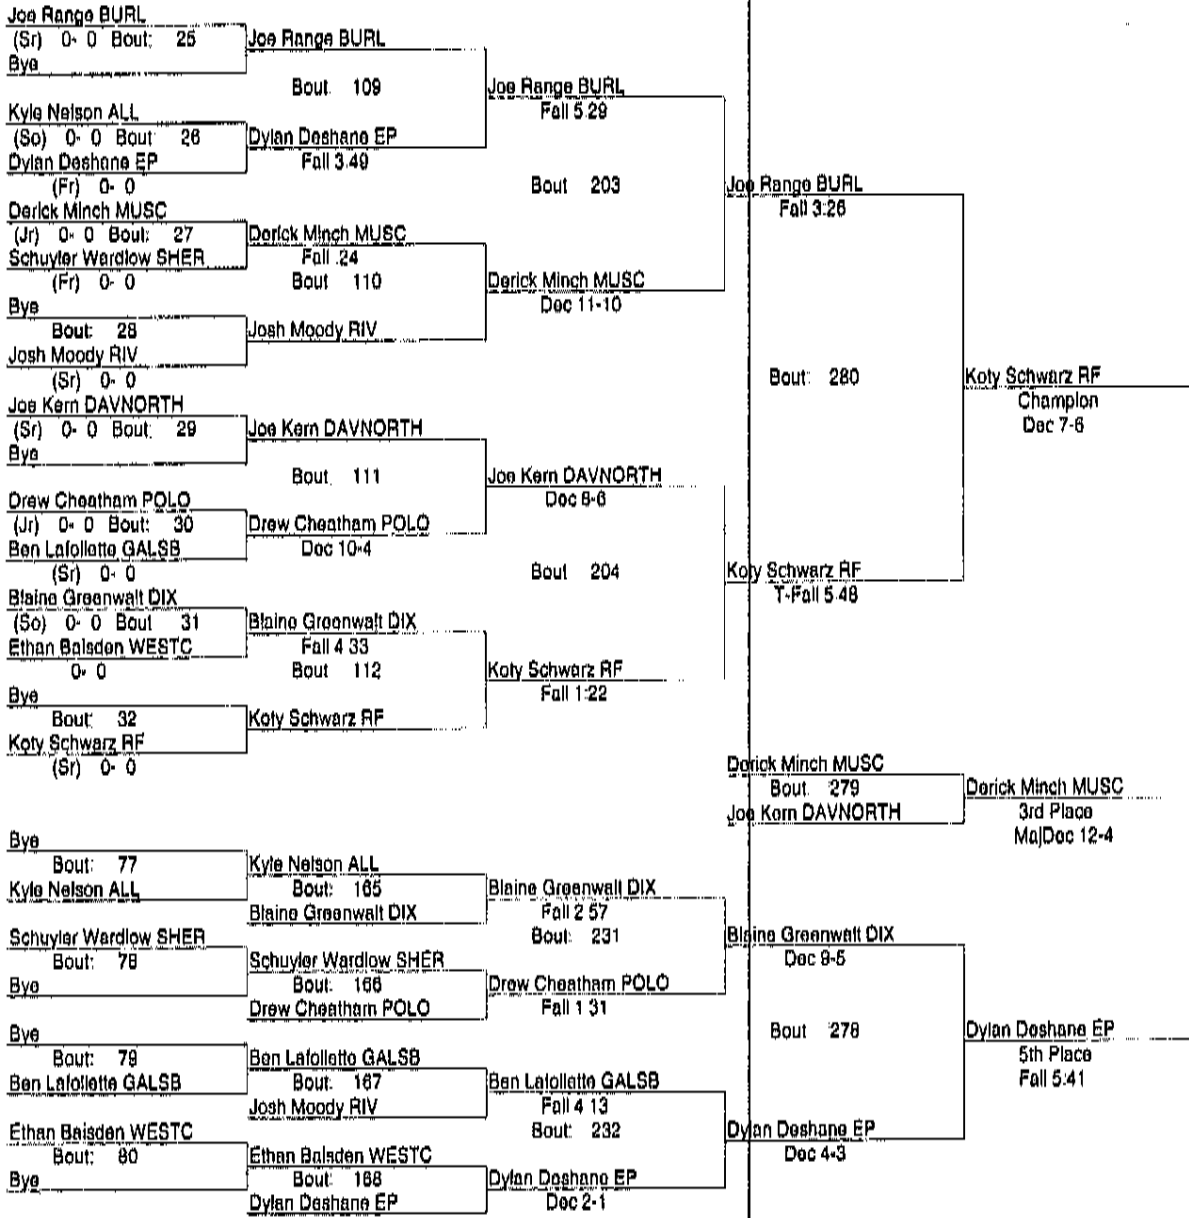 Joe Range BURL
(Sr) 0- 0 Bout: 25
Bye
Joe Range BURL
Bout 109
Kyle Nelson ALL
(So) 0- 0 Bout 26
Dylan Deshane EP
(Fr) 0- 0
Dylan Deshane EP
Fall 3:49
Joe Range BURL
Fall 5:29
Bout 203
Derick Minch MUSC
(Jr) 0- 0 Bout: 27
Schuyler Wardlow SHER
(Fr) 0- 0
Derick Minch MUSC
Fall :24
Bout 110
Bye
Bout: 28
Josh Moody RIV
(Sr) 0- 0
Josh Moody RIV
Derick Minch MUSC
Dec 11-10
Joe Range BURL
Fall 3:26
Bout: 280
Joe Kern DAVNORTH
(Sr) 0- 0 Bout: 29
Bye
Joe Kern DAVNORTH
Bout 111
Drew Cheatham POLO
(Jr) 0- 0 Bout: 30
Ben Lafollette GALSB
(Sr) 0- 0
Drew Cheatham POLO
Dec 10-4
Joe Kern DAVNORTH
Dec 8-6
Bout 204
Blaine Greenwalt DIX
(So) 0- 0 Bout 31
Ethan Baisden WESTC
0- 0
Blaine Greenwalt DIX
Fall 4:33
Bout 112
Bye
Bout: 32
Koty Schwarz RF
(Sr) 0- 0
Koty Schwarz RF
Koty Schwarz RF
Fall 1:22
Koty Schwarz RF
T-Fall 5:48
Koty Schwarz RF
Champion
Dec 7-6
Derick Minch MUSC
Bout 279
Joe Kern DAVNORTH
Derick Minch MUSC
3rd Place
MajDec 12-4
Bye
Bout: 77
Kyle Nelson ALL
Kyle Nelson ALL
Bout: 165
Blaine Greenwalt DIX
Blaine Greenwalt DIX
Fall 2:57
Bout: 231
Schuyler Wardlow SHER
Bout: 78
Bye
Schuyler Wardlow SHER
Bout: 166
Drew Cheatham POLO
Drew Cheatham POLO
Fall 1:31
Blaine Greenwalt DIX
Dec 9-5
Bout 278
Bye
Bout: 79
Ben Lafollette GALSB
Ben Lafollette GALSB
Bout: 167
Josh Moody RIV
Ben Lafollette GALSB
Fall 4:13
Bout: 232
Ethan Baisden WESTC
Bout: 80
Bye
Ethan Baisden WESTC
Bout: 168
Dylan Deshane EP
Dylan Deshane EP
Dec 2-1
Dylan Deshane EP
Dec 4-3
Dylan Deshane EP
5th Place
Fall 5:41